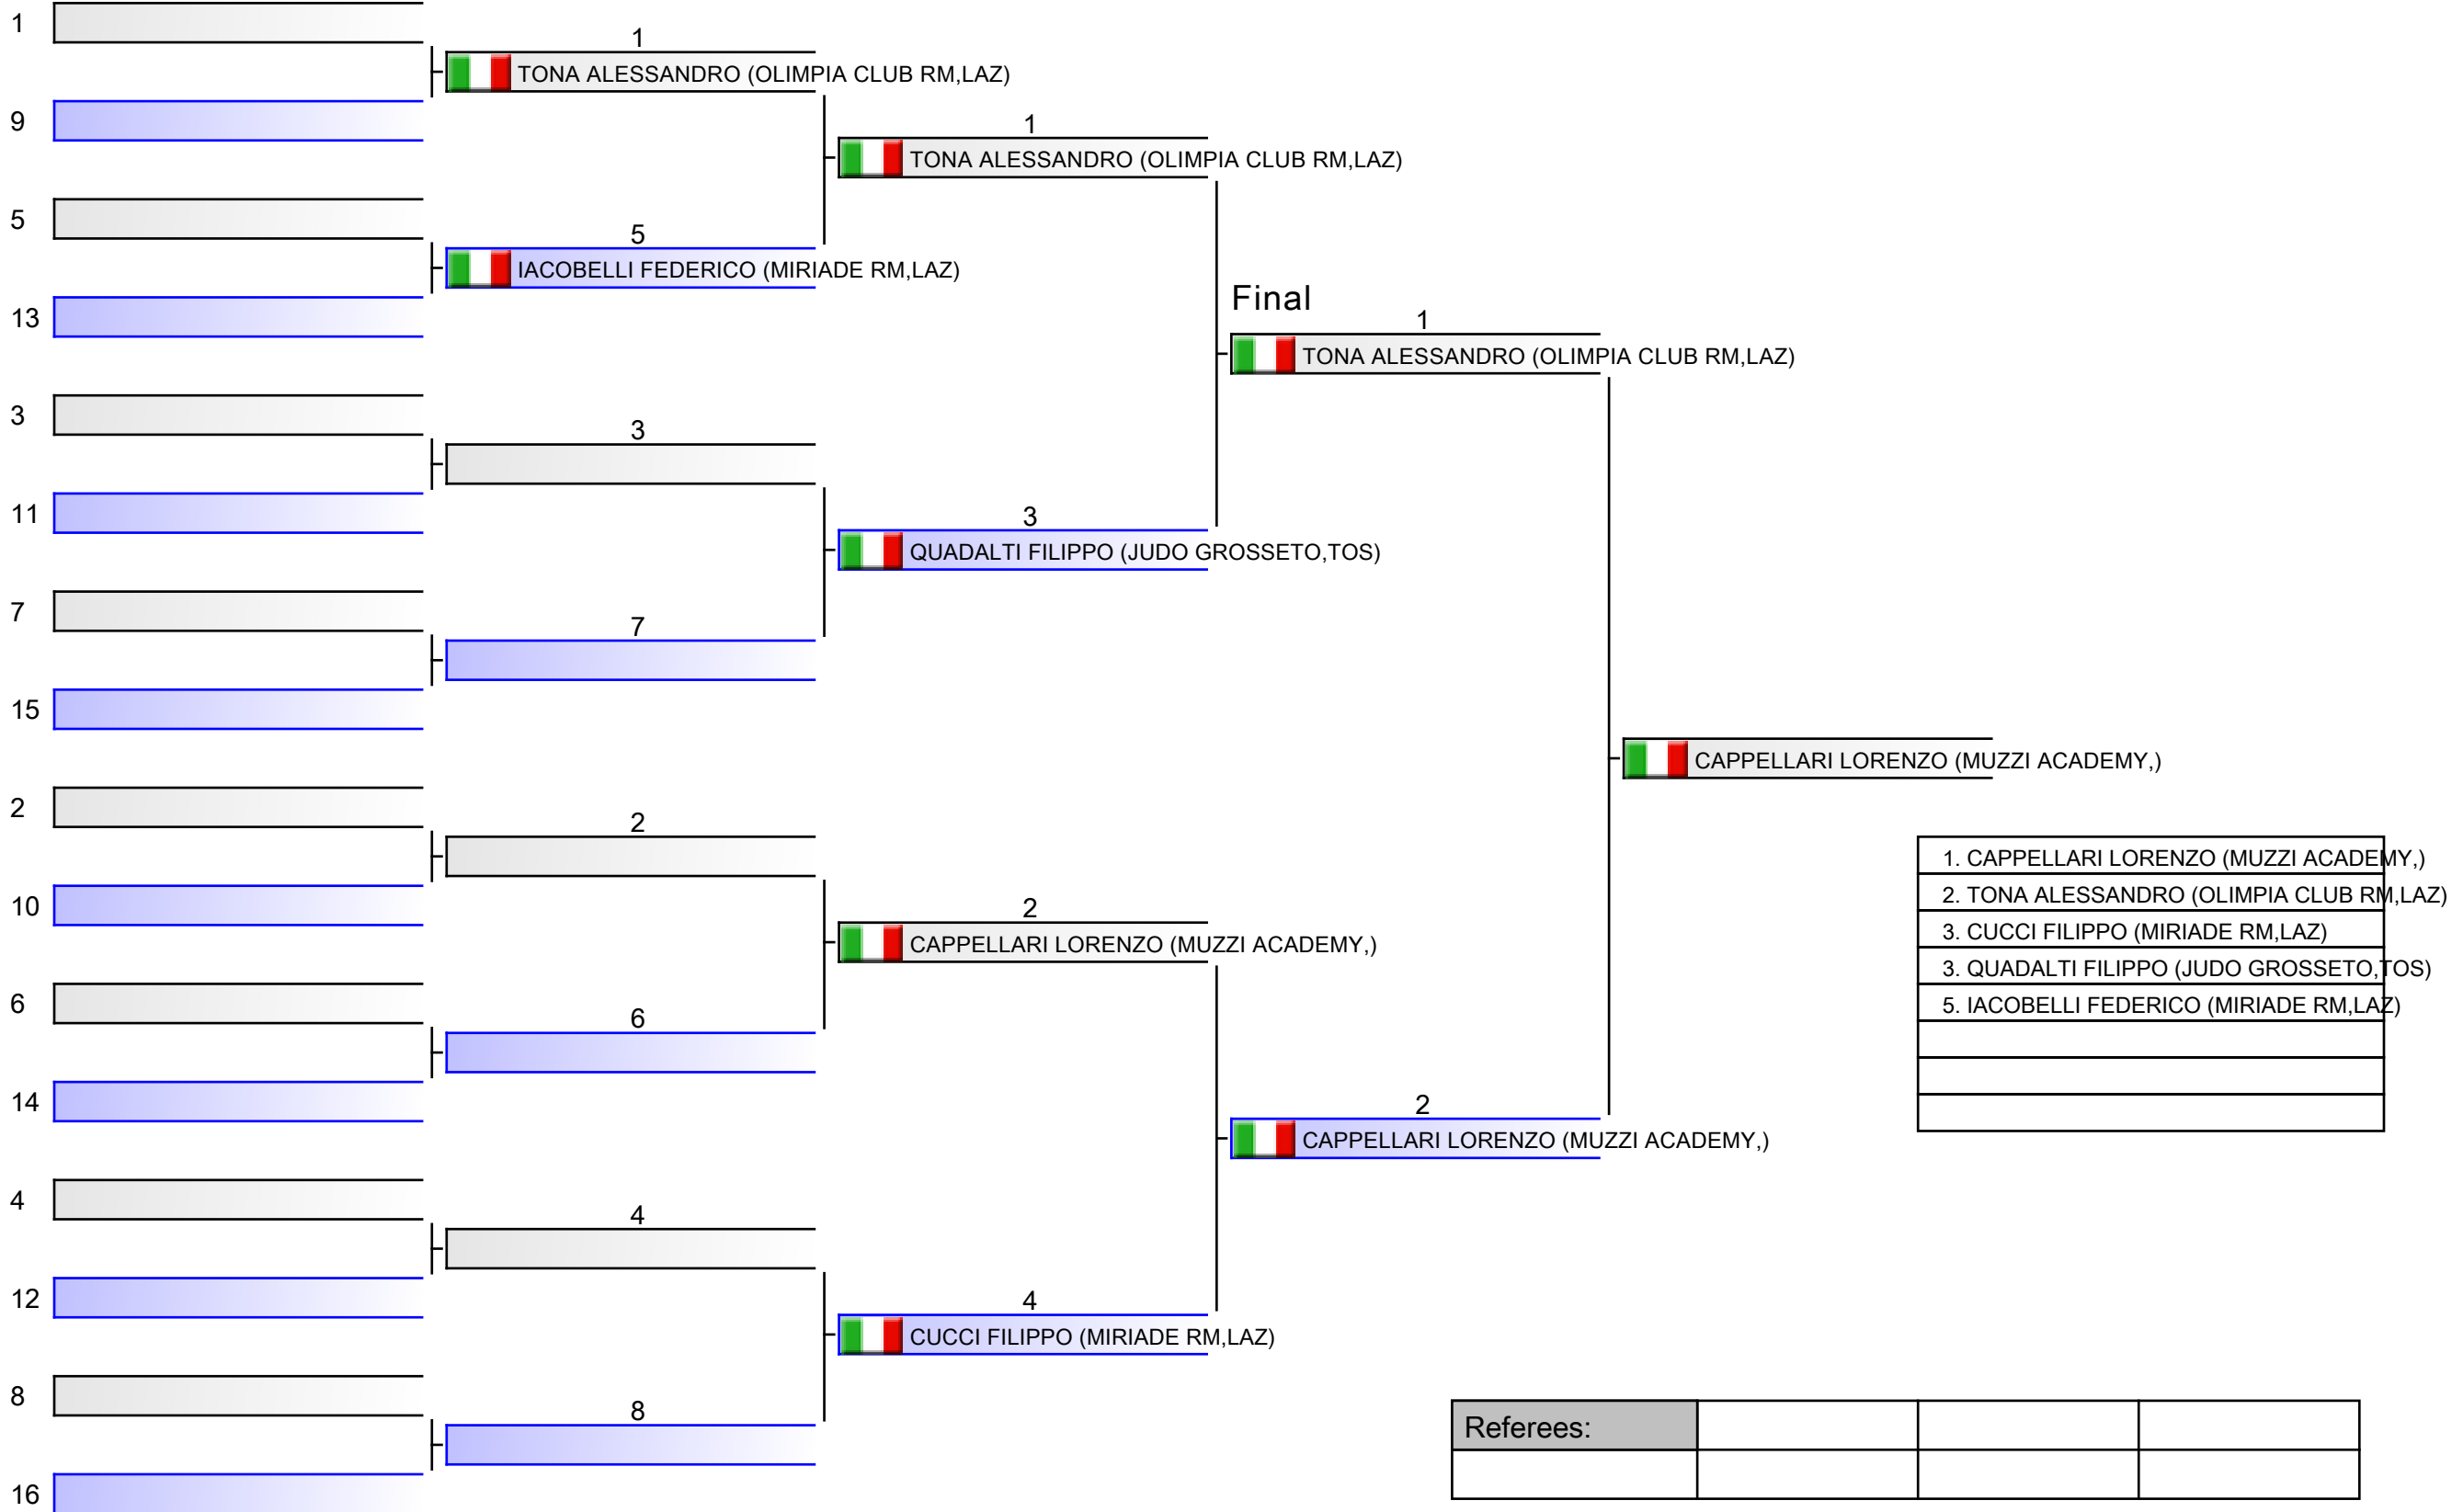 1
1
TONA ALESSANDRO (OLIMPIA CLUB RM,LAZ)
9
1
TONA ALESSANDRO (OLIMPIA CLUB RM,LAZ)
5
5
IACOBELLI FEDERICO (MIRIADE RM,LAZ)
13
Final
1
TONA ALESSANDRO (OLIMPIA CLUB RM,LAZ)
3
3
11
3
QUADALTI FILIPPO (JUDO GROSSETO,TOS)
7
7
15
CAPPELLARI LORENZO (MUZZI ACADEMY,)
2
2
10
2
CAPPELLARI LORENZO (MUZZI ACADEMY,)
1. CAPPELLARI LORENZO (MUZZI ACADEMY,)
2. TONA ALESSANDRO (OLIMPIA CLUB RM,LAZ)
3. CUCCI FILIPPO (MIRIADE RM,LAZ)
3. QUADALTI FILIPPO (JUDO GROSSETO,TOS)
5. IACOBELLI FEDERICO (MIRIADE RM,LAZ)
6
6
14
2
CAPPELLARI LORENZO (MUZZI ACADEMY,)
4
4
12
4
CUCCI FILIPPO (MIRIADE RM,LAZ)
8
8
16
Referees: